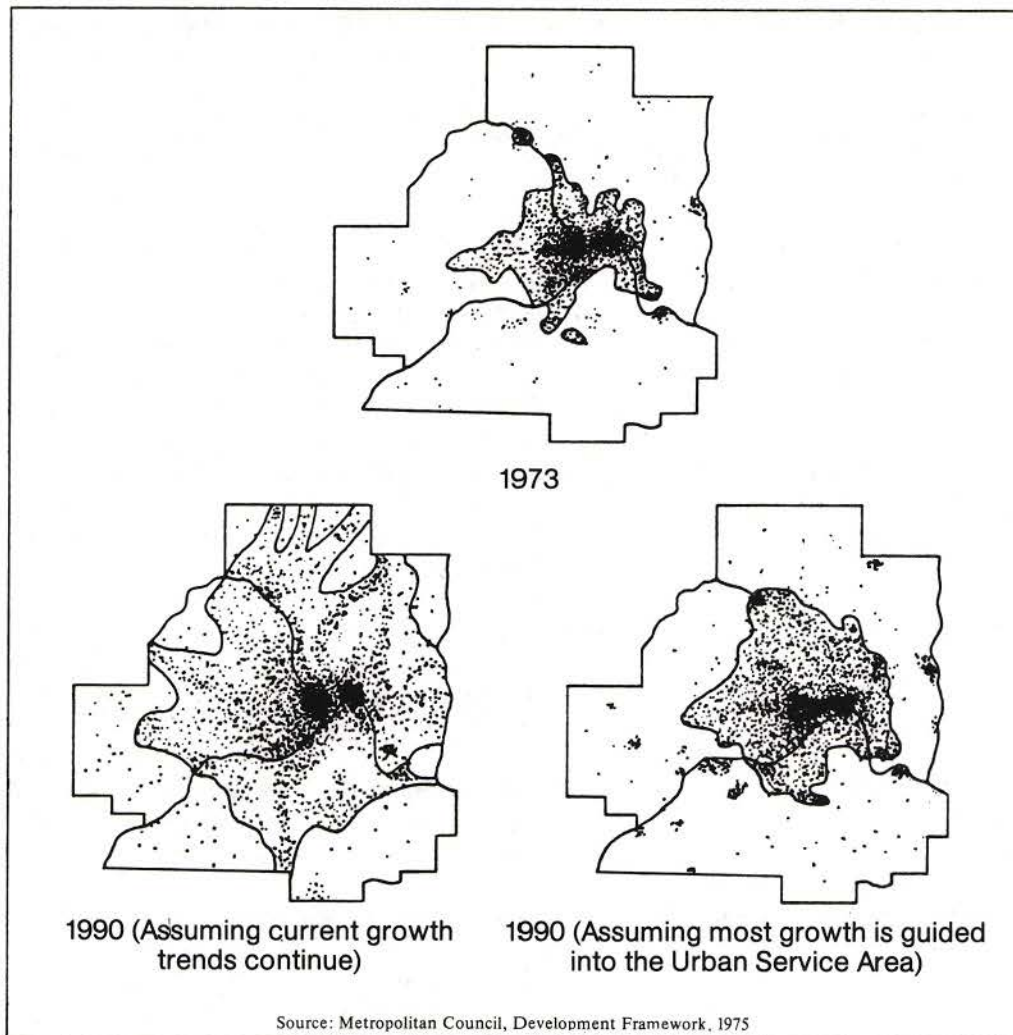 1973
1990 (Assuming current growth
trends continue)
1990 (Assuming most growth is guided
into the Urban Service Area)
Source: Metropolitan Council, Development Framework, 1975